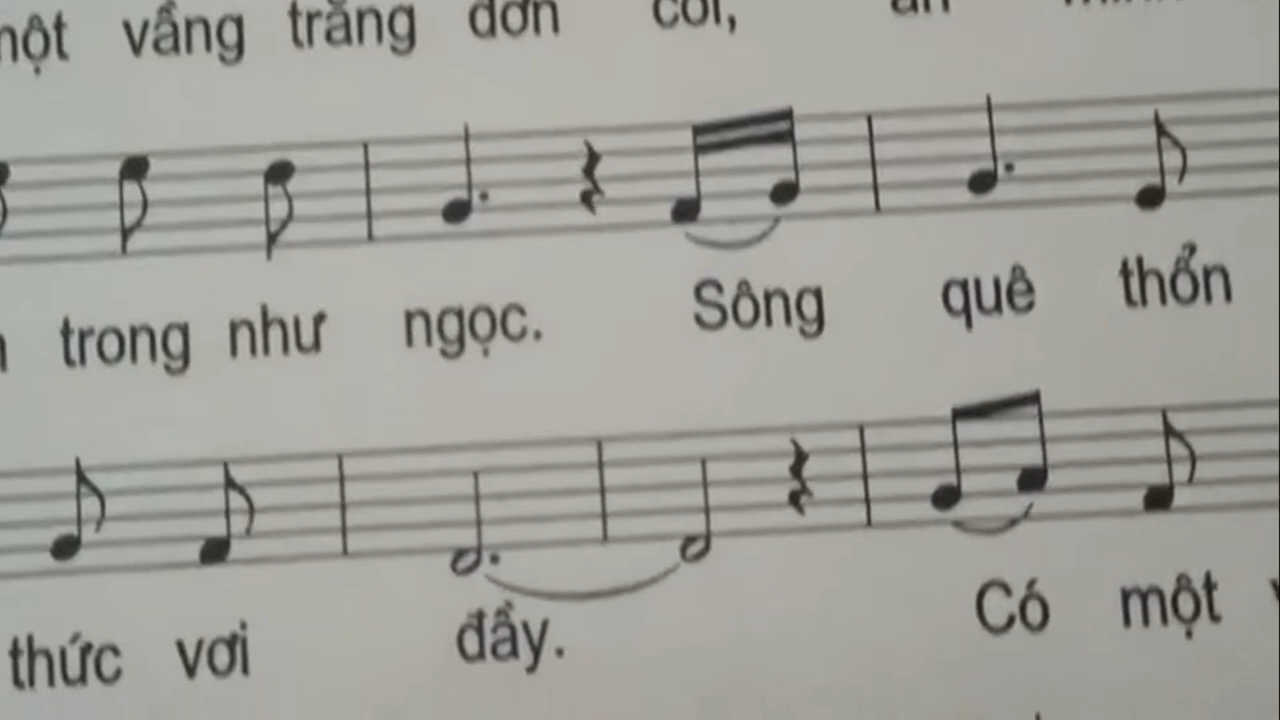 một vầng trăng đơn côi,
trong như ngọc. Sông quê thổn
thức vơi đầy. Có một